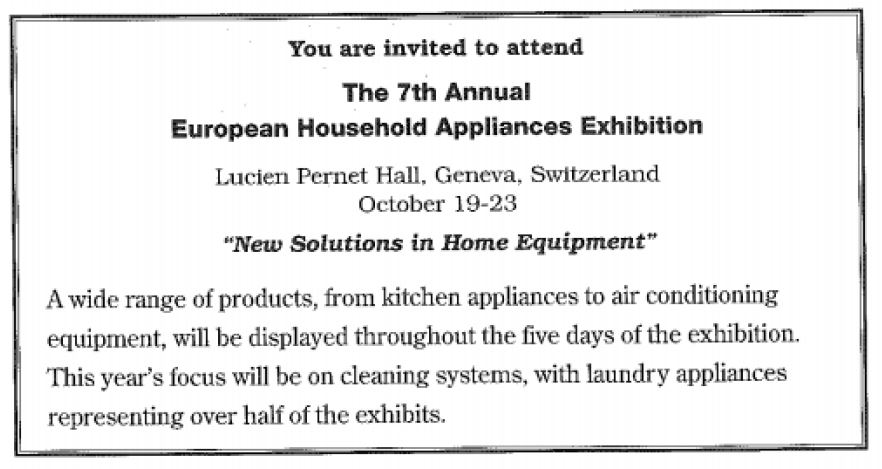 You are invited to attend
The 7th Annual
European Household Appliances Exhibition
Lucien Pernet Hall, Geneva, Switzerland
October 19-23
“New Solutions in Home Equipment”
A wide range of products, from kitchen appliances to air conditioning
equipment, will be displayed throughout the five days of the exhibition.
This year’s focus will be on cleaning systems, with laundry appliances
representing over half of the exhibits.